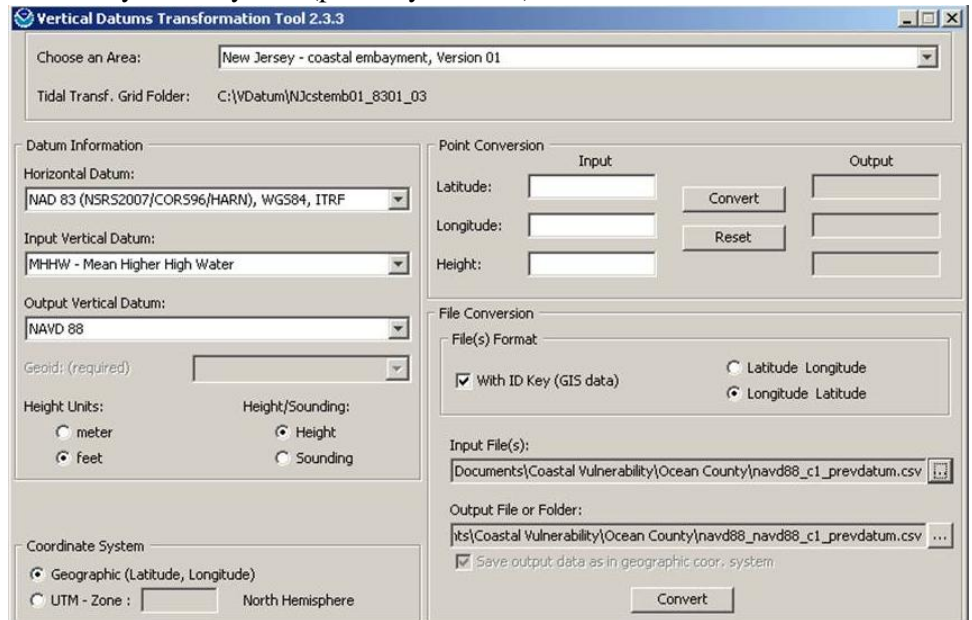 Vertical Datums Transformation Tool 2.3.3
Choose an Area:
New Jersey - coastal embayment, Version 01
Tidal Transf. Grid Folder:
C:\VDatum\NJcstemb01_8301_03
Datum Information
Horizontal Datum:
NAD 83 (NSRS2007/CORS96/HARN), WGS84, ITRF
Input Vertical Datum:
MHHW - Mean Higher High Water
Output Vertical Datum:
NAVD 88
Geoid: (required)
Height Units:
Height/Sounding:
meter
Height
feet
Sounding
Coordinate System
Geographic (Latitude, Longitude)
UTM - Zone :
North Hemisphere
Point Conversion
Input
Output
Latitude:
Convert
Longitude:
Reset
Height:
File Conversion
File(s) Format
With ID Key (GIS data)
Latitude Longitude
Longitude Latitude
Input File(s):
Documents\Coastal Vulnerability\Ocean County\navd88_c1_prevdatum.csv
...
Output File or Folder:
nts\Coastal Vulnerability\Ocean County\navd88_navd88_c1_prevdatum.csv
...
Save output data as in geographic coor. system
Convert